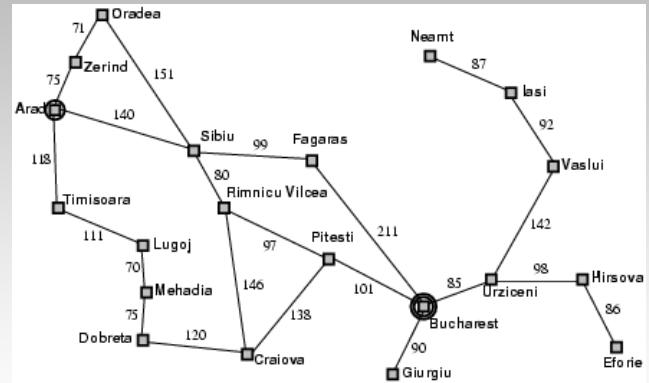 Oradea
71
Neamt
87
Zerind
75
151
Iasi
Arad
140
92
Sibiu
99
Fagaras
118
Vaslui
80
Timisoara
Rimnicu Vilcea
111
97
Pitesti
211
142
Lugoj
70
146
101
85
98
Hirsova
Mehadia
Urziceni
75
138
86
Bucharest
Dobreta
120
90
Craiova
Eforie
Giurgiu